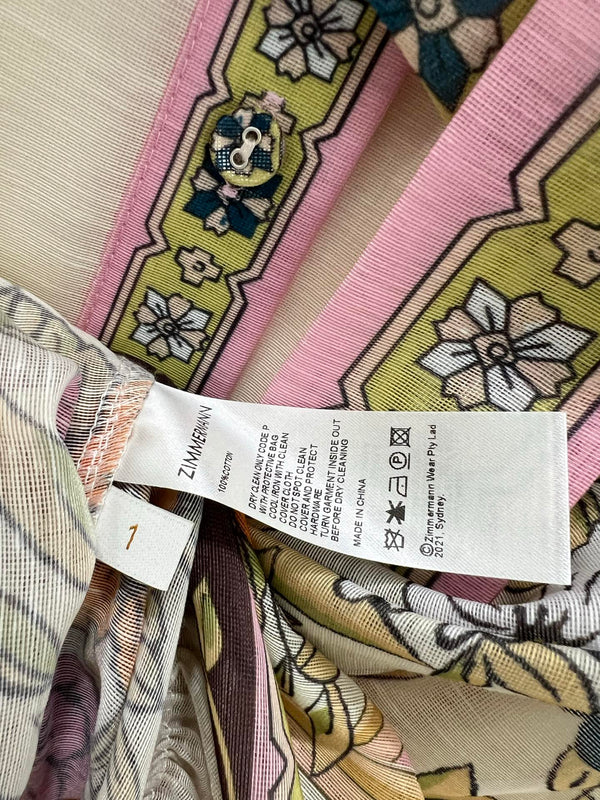 ZIMMERMANN
100%COTTON
DRY CLEAN ONLY CODE P
WITH PROTECTIVE BAG
COOL IRON WITH CLEAN
COVER CLOTH
DO NOT SPOT CLEAN
COVER AND PROTECT
HARDWARE
TURN GARMENT INSIDE OUT
BEFORE DRY CLEANING
MADE IN CHINA
P
©Zimmermann Wear Pty Lad
2021, Sydney.
1